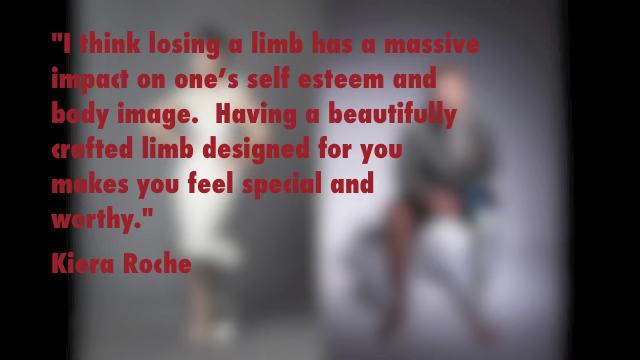 "I think losing a limb has a massive
impact on one’s self esteem and
body image.  Having a beautifully
crafted limb designed for you
makes you feel special and
worthy."
Kiera Roche